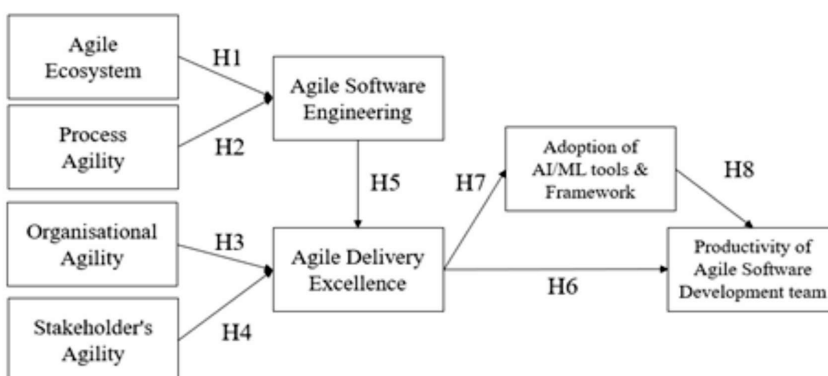 Agile
Ecosystem
H1
Agile Software
Engineering
Process
Agility
H2
H5
Adoption of
AI/ML tools &
Framework
H7
H8
Organisational
Agility
H3
Agile Delivery
Excellence
H6
Productivity of
Agile Software
Development team
Stakeholder's
Agility
H4